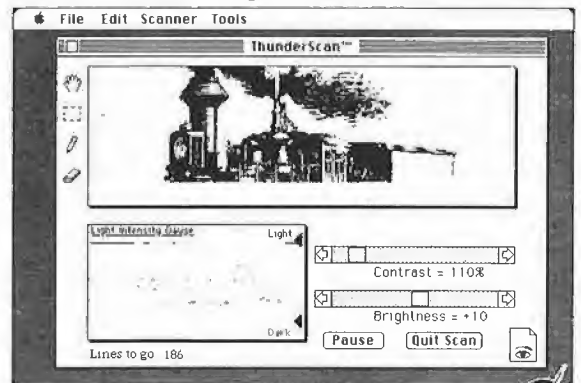 File Edit Scanner Tools
ThunderScan™
Light Intensity Gauge
Light
Contrast = 110%
Brightness = +10
Dark
Pause Quit Scan
Lines to go 186